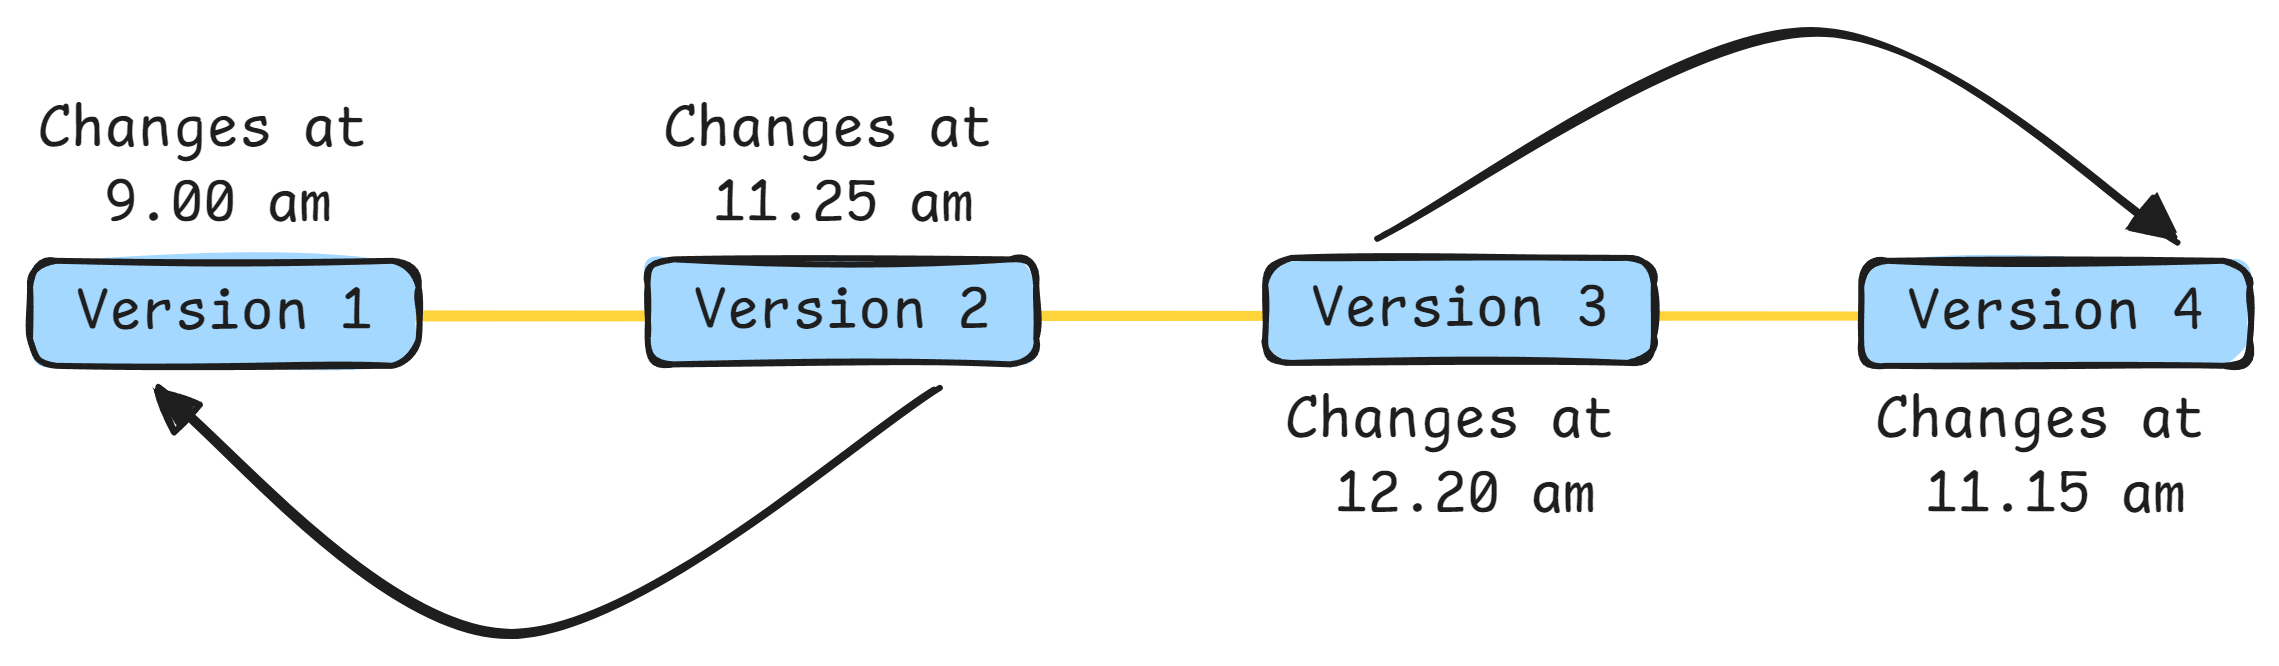 Changes at
9.00 am
Version 1
Changes at
11.25 am
Version 2
Version 3
Changes at
12.20 am
Version 4
Changes at
11.15 am